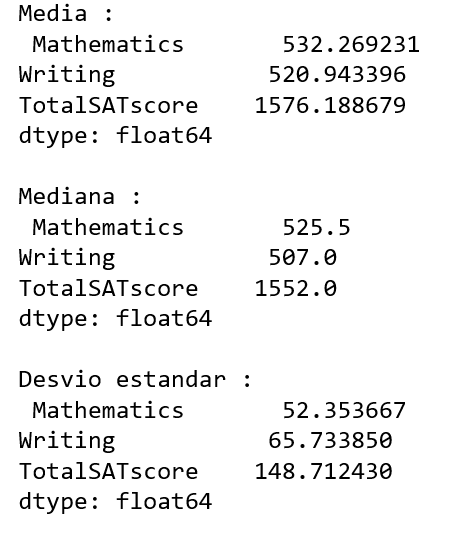 Media :
 Mathematics       532.269231
Writing           520.943396
TotalSATscore    1576.188679
dtype: float64

Mediana :
 Mathematics       525.5
Writing           507.0
TotalSATscore    1552.0
dtype: float64

Desvio estandar :
 Mathematics       52.353667
Writing           65.733850
TotalSATscore    148.712430
dtype: float64